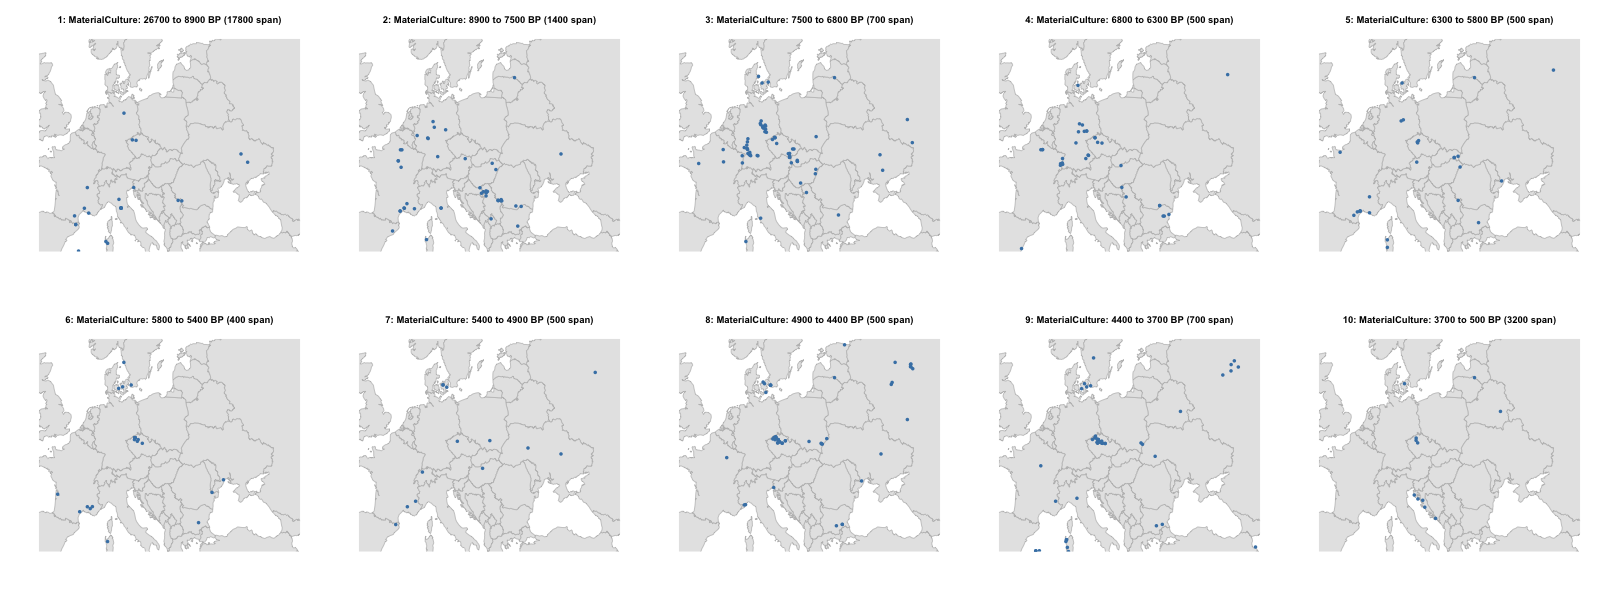 1: MaterialCulture: 26700 to 8900 BP (17800 span)
2: MaterialCulture: 8900 to 7500 BP (1400 span)
3: MaterialCulture: 7500 to 6800 BP (700 span)
4: MaterialCulture: 6800 to 6300 BP (500 span)
5: MaterialCulture: 6300 to 5800 BP (500 span)
6: MaterialCulture: 5800 to 5400 BP (400 span)
7: MaterialCulture: 5400 to 4900 BP (500 span)
8: MaterialCulture: 4900 to 4400 BP (500 span)
9: MaterialCulture: 4400 to 3700 BP (700 span)
10: MaterialCulture: 3700 to 500 BP (3200 span)